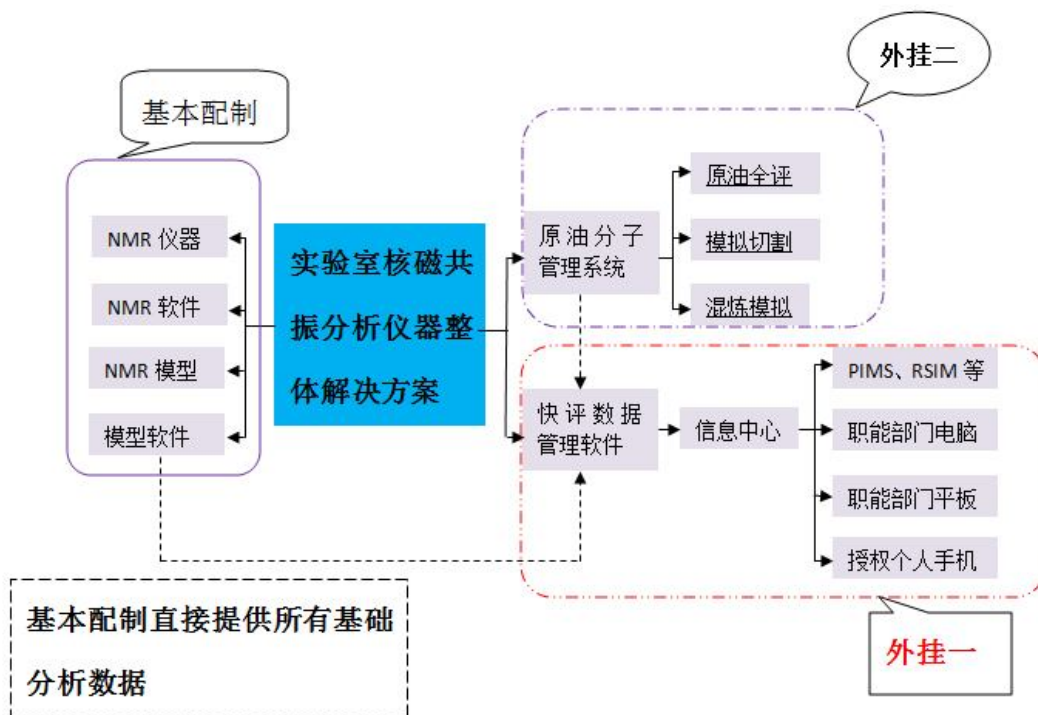 外挂二
基本配制
NMR 仪器
NMR 软件
NMR 模型
模型软件
实验室核磁共
振分析仪器整
体解决方案
原油分子
管理系统
原油全评
模拟切割
混炼模拟
快评数据
管理软件
信息中心
PIMS、RSIM 等
职能部门电脑
职能部门平板
授权个人手机
外挂一
基本配制直接提供所有基础
分析数据